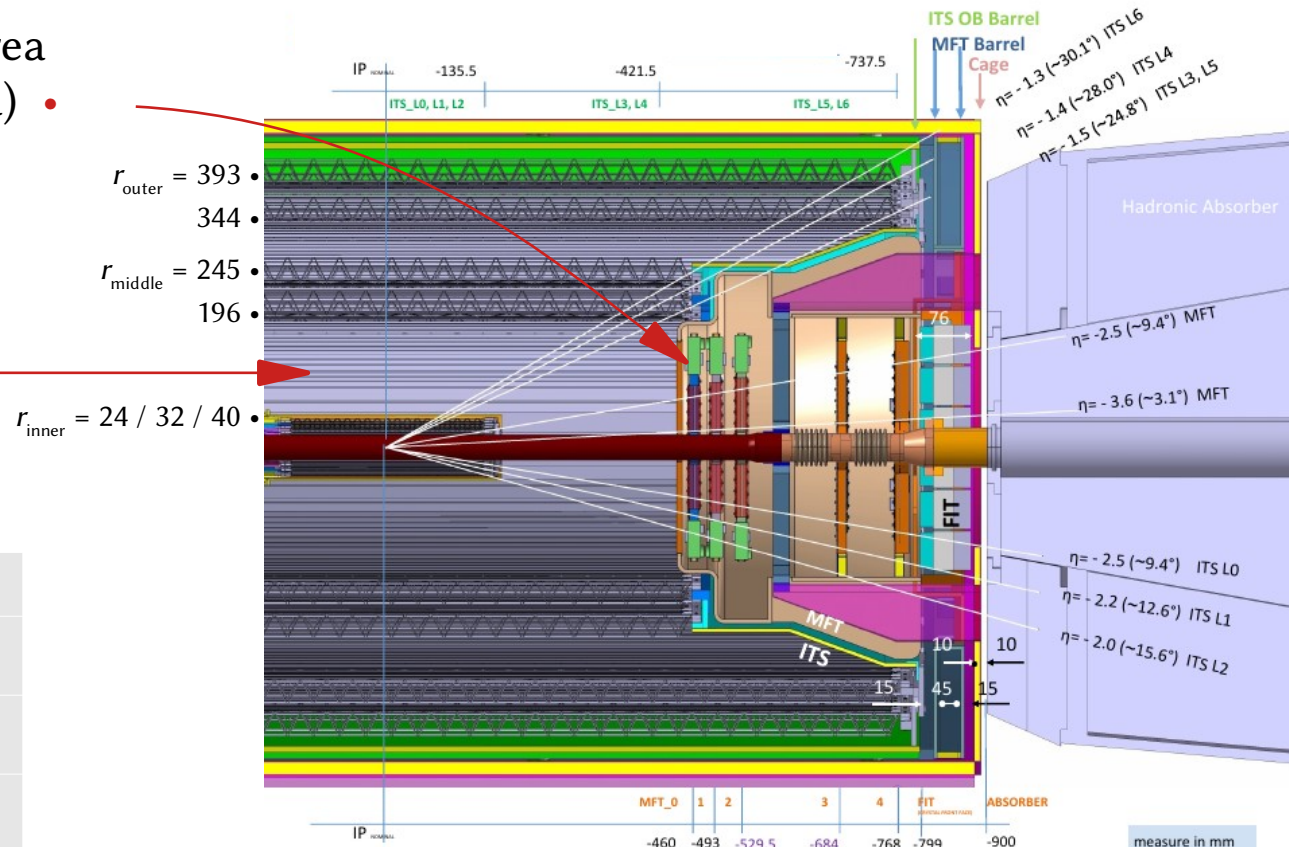 rea
)
ITS OB Barrel
MFT Barrel
Cage
IP
-135.5
-421.5
-737.5
ITS_L0, L1, L2
ITS_L3, L4
ITS_L5, L6
η= - 1.3 (~30.1°) ITS L6
η= - 1.4 (~28.0°) ITS L4
η= - 1.5 (~24.8°) ITS L3, L5
r outer = 393 •
344 •
r middle = 245 •
196 •
r inner = 24 / 32 / 40 •
Hadronic Absorber
76
η= -2.5 (~9.4°) MFT
η= - 3.6 (~3.1°) MFT
FIT
η= - 2.5 (~9.4°) ITS L0
η= - 2.2 (~12.6°) ITS L1
η= - 2.0 (~15.6°) ITS L2
MFT
ITS
10
10
15
45
15
MFT_0 1 2 3 4 FIT ABSORBER
IP
-460 -493 -529.5 -684 -768 -799 -900
measure in mm